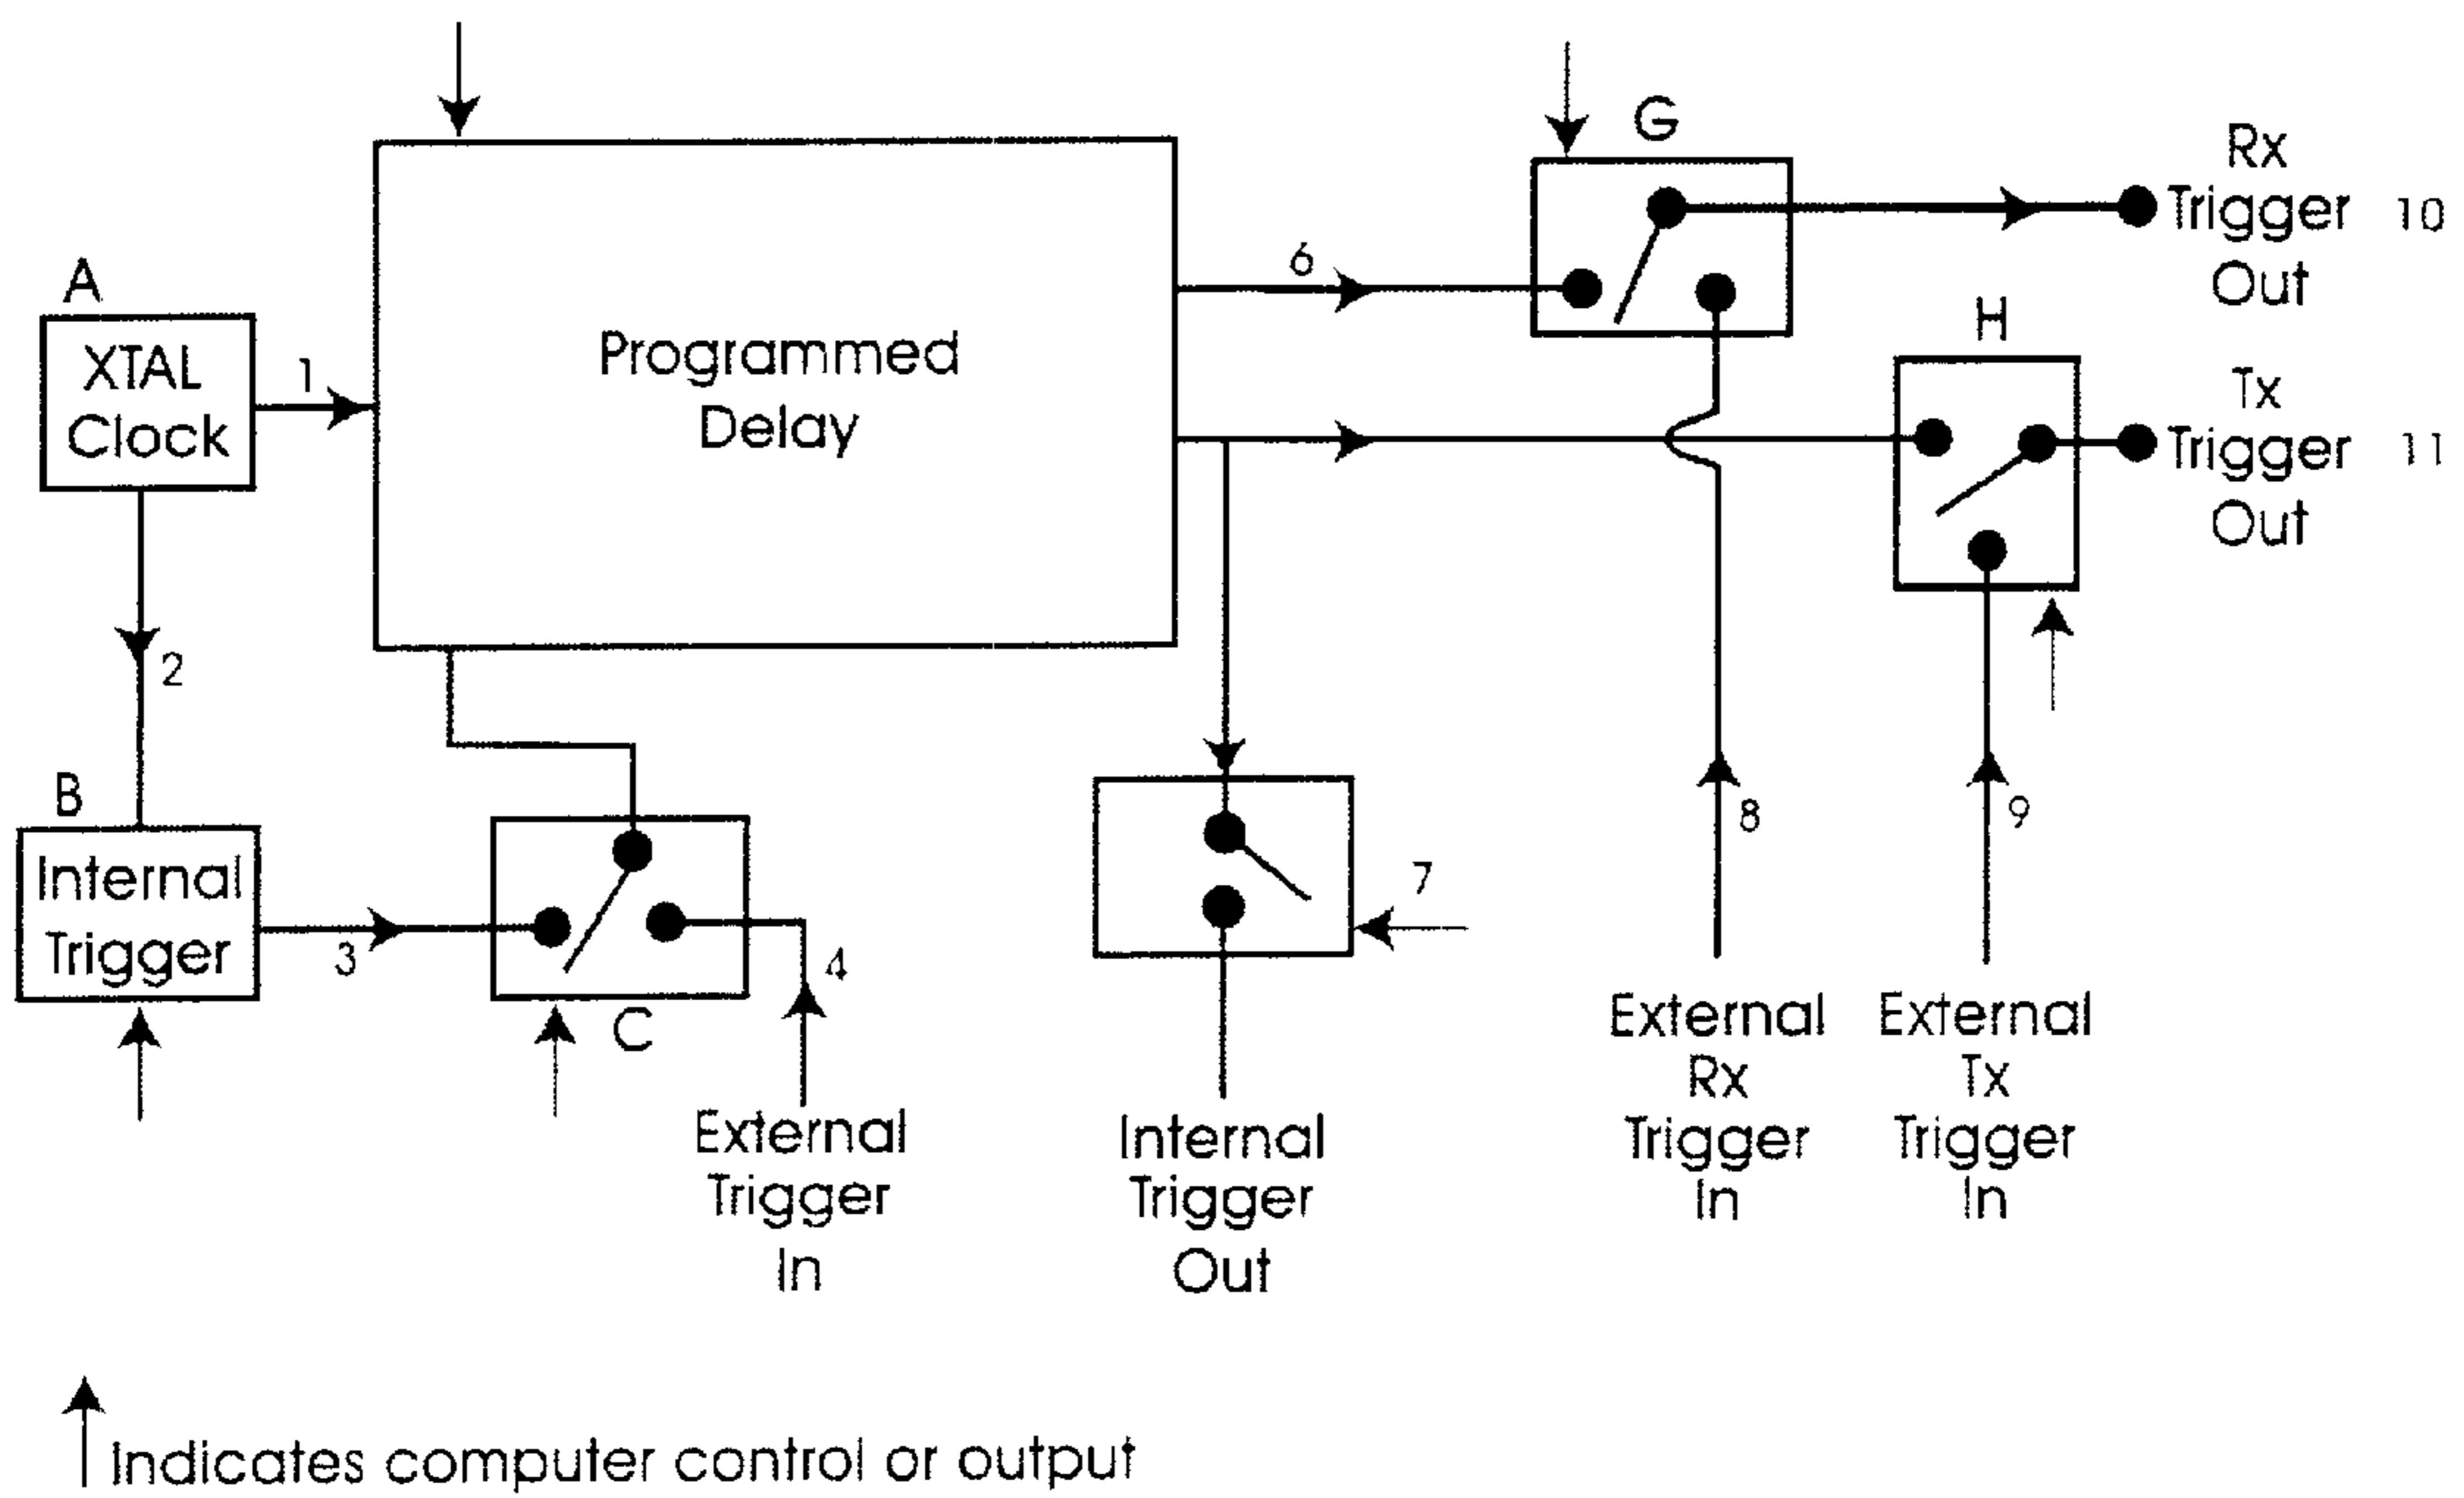 A
XTAL
Clock
1
2
B
Internal
Trigger
3
C
4
External
Trigger
In
Programmed
Delay
6
G
Rx
Trigger 10
Out
H
Tx
Trigger 11
Out
7
Internal
Trigger
Out
8
External
Rx
Trigger
In
9
External
Tx
Trigger
In
Indicates computer control or output